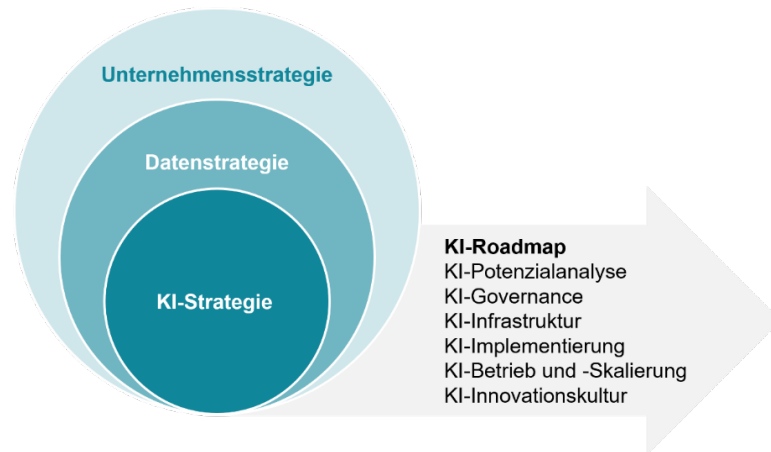 Unternehmensstrategie
Datenstrategie
KI-Strategie
KI-Roadmap
KI-Potenzialanalyse
KI-Governance
KI-Infrastruktur
KI-Implementierung
KI-Betrieb und -Skalierung
KI-Innovationskultur